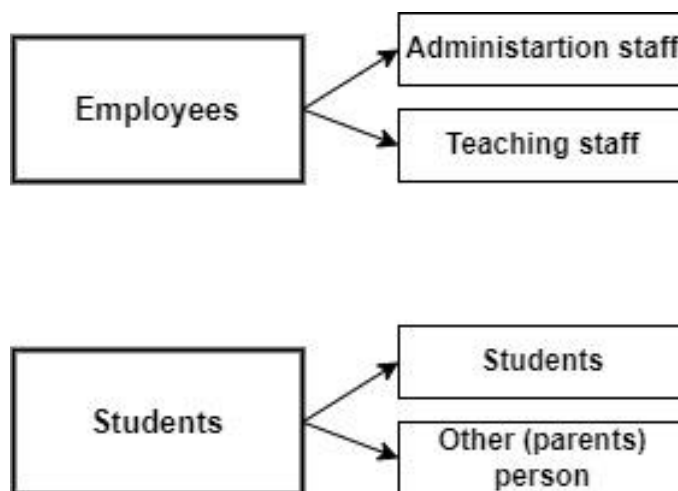 Employees
Administartion staff
Teaching staff
Students
Students
Other (parents)
person